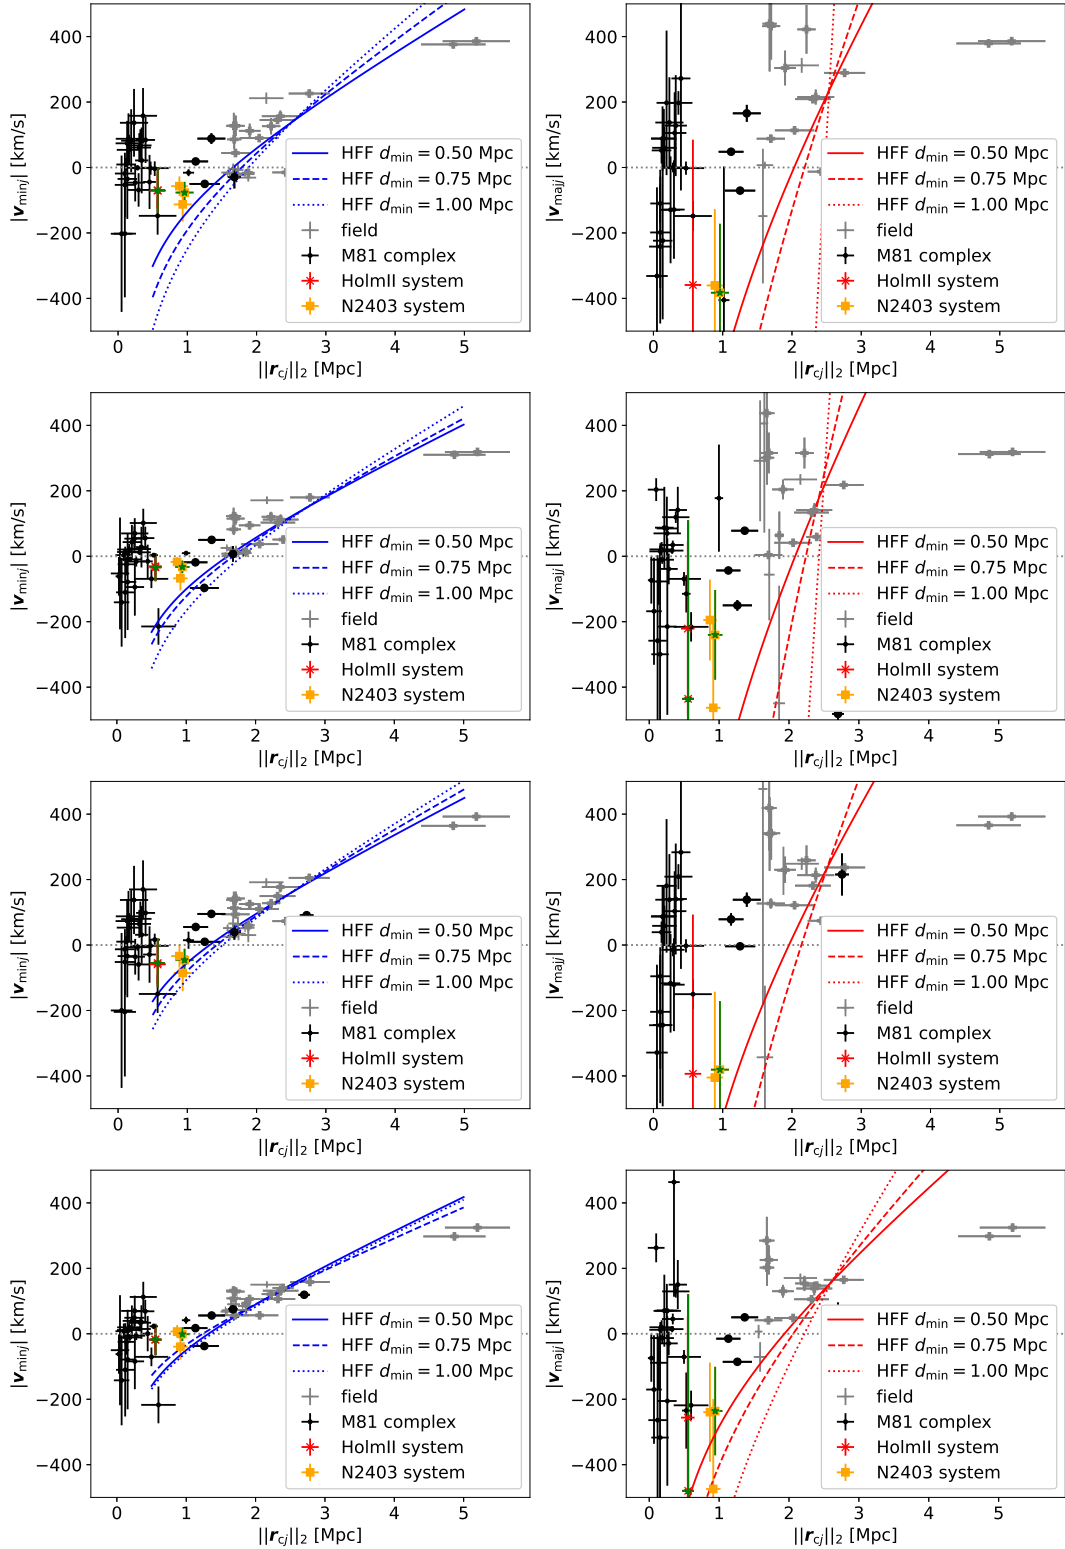 |v_minj| [km/s]
400
200
0
−200
−400
HFF d_min = 0.50 Mpc
HFF d_min = 0.75 Mpc
HFF d_min = 1.00 Mpc
field
M81 complex
HolmII system
N2403 system
0 1 2 3 4 5
||r_cj||_2 [Mpc]
|v_majj| [km/s]
400
200
0
−200
−400
HFF d_min = 0.50 Mpc
HFF d_min = 0.75 Mpc
HFF d_min = 1.00 Mpc
field
M81 complex
HolmII system
N2403 system
0 1 2 3 4 5
||r_cj||_2 [Mpc]
|v_minj| [km/s]
400
200
0
−200
−400
HFF d_min = 0.50 Mpc
HFF d_min = 0.75 Mpc
HFF d_min = 1.00 Mpc
field
M81 complex
HolmII system
N2403 system
0 1 2 3 4 5
||r_cj||_2 [Mpc]
|v_majj| [km/s]
400
200
0
−200
−400
HFF d_min = 0.50 Mpc
HFF d_min = 0.75 Mpc
HFF d_min = 1.00 Mpc
field
M81 complex
HolmII system
N2403 system
0 1 2 3 4 5
||r_cj||_2 [Mpc]
|v_minj| [km/s]
400
200
0
−200
−400
HFF d_min = 0.50 Mpc
HFF d_min = 0.75 Mpc
HFF d_min = 1.00 Mpc
field
M81 complex
HolmII system
N2403 system
0 1 2 3 4 5
||r_cj||_2 [Mpc]
|v_majj| [km/s]
400
200
0
−200
−400
HFF d_min = 0.50 Mpc
HFF d_min = 0.75 Mpc
HFF d_min = 1.00 Mpc
field
M81 complex
HolmII system
N2403 system
0 1 2 3 4 5
||r_cj||_2 [Mpc]
|v_minj| [km/s]
400
200
0
−200
−400
HFF d_min = 0.50 Mpc
HFF d_min = 0.75 Mpc
HFF d_min = 1.00 Mpc
field
M81 complex
HolmII system
N2403 system
0 1 2 3 4 5
||r_cj||_2 [Mpc]
|v_majj| [km/s]
400
200
0
−200
−400
HFF d_min = 0.50 Mpc
HFF d_min = 0.75 Mpc
HFF d_min = 1.00 Mpc
field
M81 complex
HolmII system
N2403 system
0 1 2 3 4 5
||r_cj||_2 [Mpc]